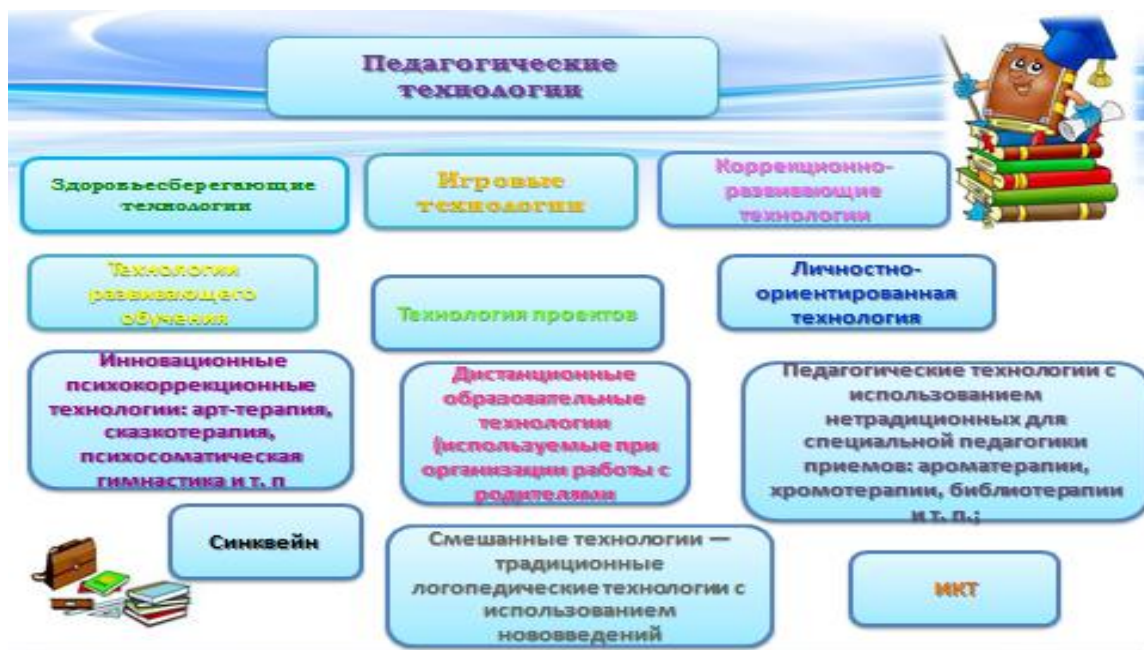 Педагогические
технологии
Здоровьесберегающие
технологии
Игровые
технологии
Коррекционно-
развивающие
технологии
Технологии
развивающего
обучения
Технология проектов
Личностно-
ориентированная
технология
Инновационные
психокоррекционные
технологии: арт-терапия,
сказкотерапия,
психосоматическая
гимнастика и т. п
Дистанционные
образовательные
технологии
(используемые при
организации работы с
родителями
Педагогические технологии с
использованием
нетрадиционных для
специальной педагогики
приемов: ароматерапии,
хромотерапии, библиотерапии
и т. п.;
Синквейн
Смешанные технологии —
традиционные
логопедические технологии с
использованием
нововведений
ИКТ